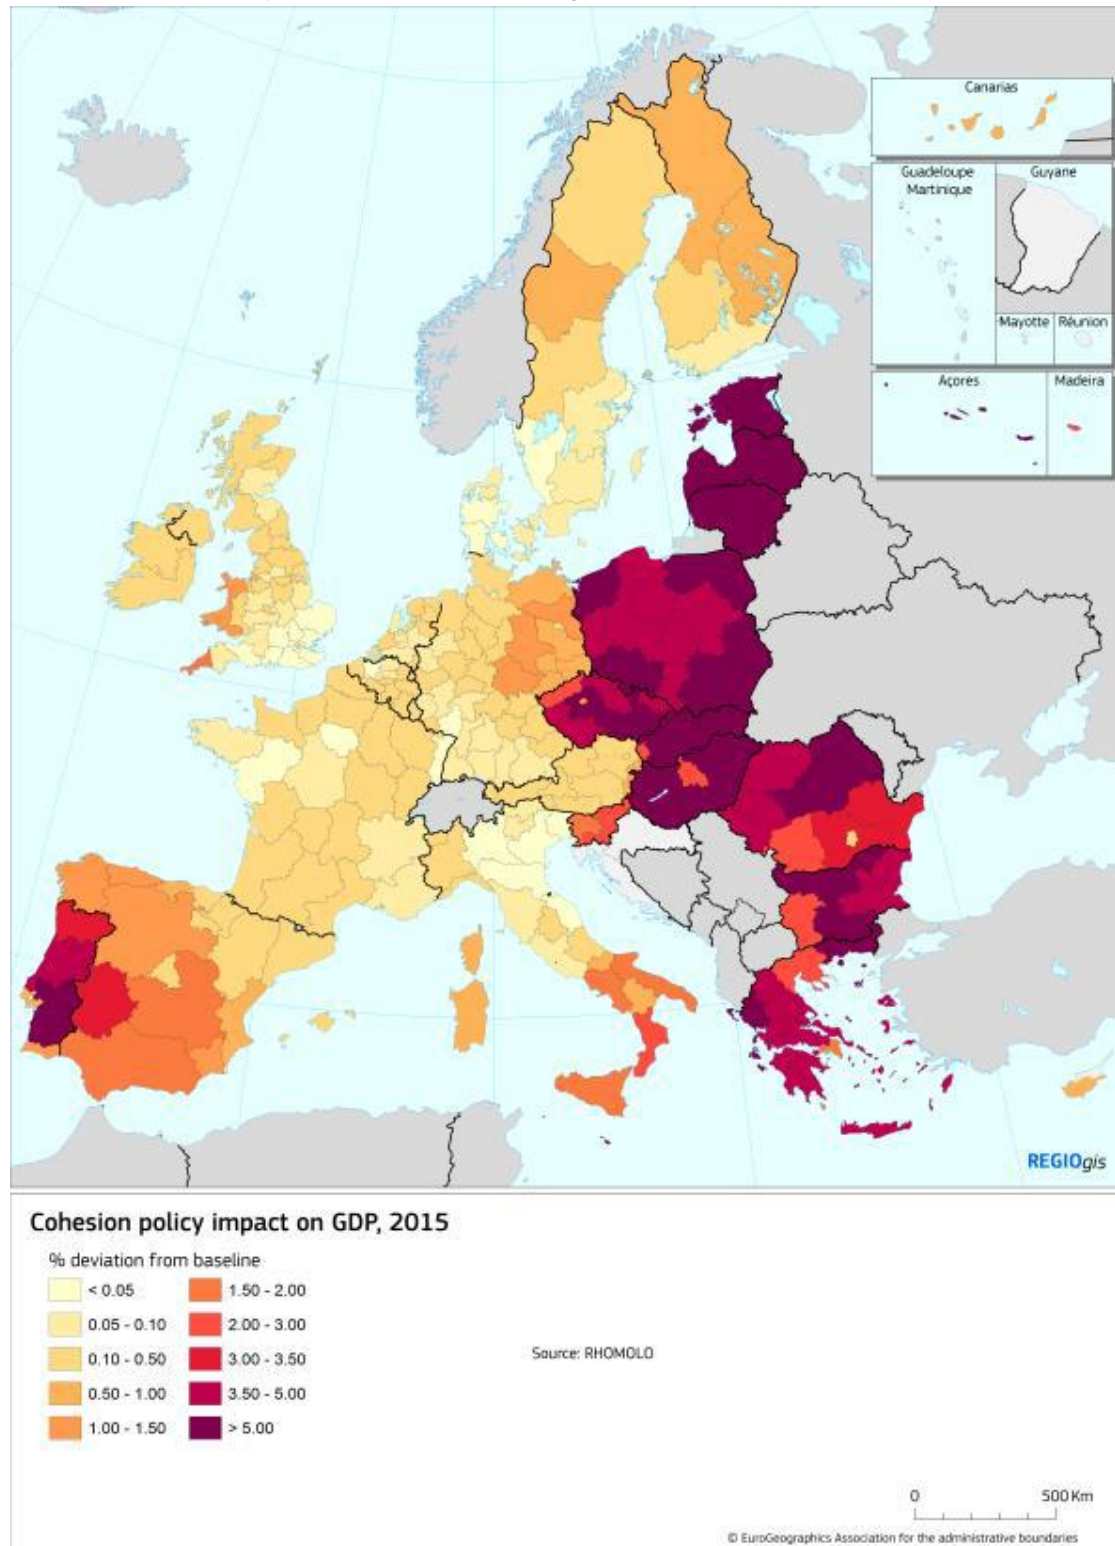 Canarias
Guadeloupe
Martinique
Guyane
Mayotte
Réunion
Açores
Madeira
REGIOgis
Cohesion policy impact on GDP, 2015
% deviation from baseline
< 0.05
0.05 - 0.10
0.10 - 0.50
0.50 - 1.00
1.00 - 1.50
1.50 - 2.00
2.00 - 3.00
3.00 - 3.50
3.50 - 5.00
> 5.00
Source: RHOMOLO
0 500 Km
© EuroGeographics Association for the administrative boundaries